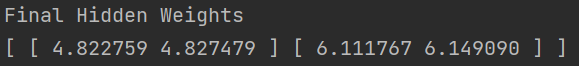 Final Hidden Weights
[ [ 4.822759 4.827479 ] [ 6.111767 6.149090 ] ]